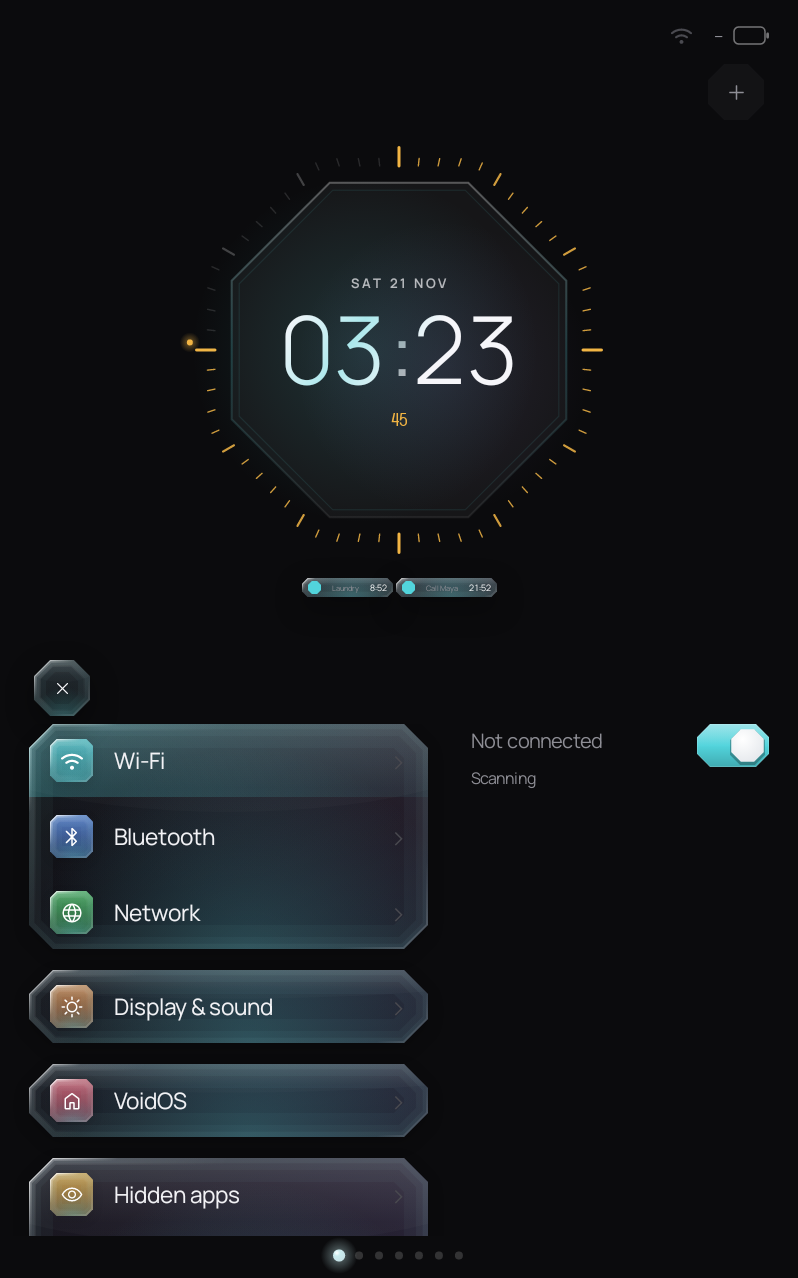 –
+
SAT 21 NOV
03:23
45
Laundry 8:52 Call Maya 21:52
Wi-Fi
Bluetooth
Network
Display & sound
VoidOS
Hidden apps
Not connected
Scanning